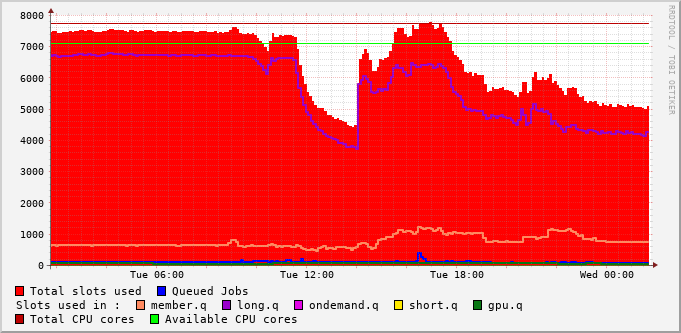 8000
7000
6000
5000
4000
3000
2000
1000
0
Tue 06:00 Tue 12:00 Tue 18:00 Wed 00:00
RRDTOOL / TOBI OETIKER
Total slots used Queued Jobs
Slots used in : member.q long.q ondemand.q short.q gpu.q
Total CPU cores Available CPU cores